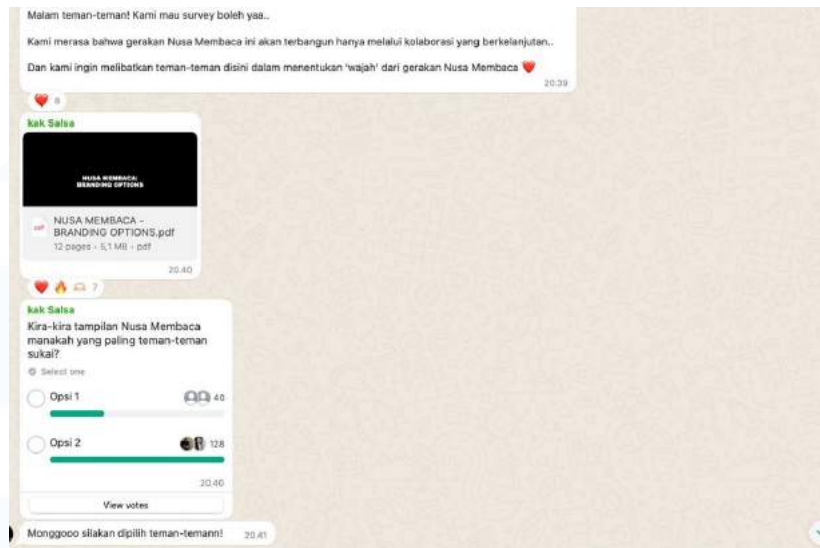 Malam teman-teman! Kami mau survey boleh yaa..
Kami merasa bahwa gerakan Nusa Membaca ini akan terbangun hanya melalui kolaborasi yang berkelanjutan..
Dan kami ingin melibatkan teman-teman disini dalam menentukan 'wajah' dari gerakan Nusa Membaca ❤️
20.39
❤️ 8
kak Salsa
NUSA MEMBACA:
BRANDING OPTIONS
NUSA MEMBACA -
BRANDING OPTIONS.pdf
12 pages • 5,1 MB • pdf
20.40
❤️ 🔥 🫶🏻 7
kak Salsa
Kira-kira tampilan Nusa Membaca
manakah yang paling teman-teman
sukai?
Select one
Opsi 1 40
Opsi 2 128
20.40
View votes
Monggooo silakan dipilih teman-temann! 20.41